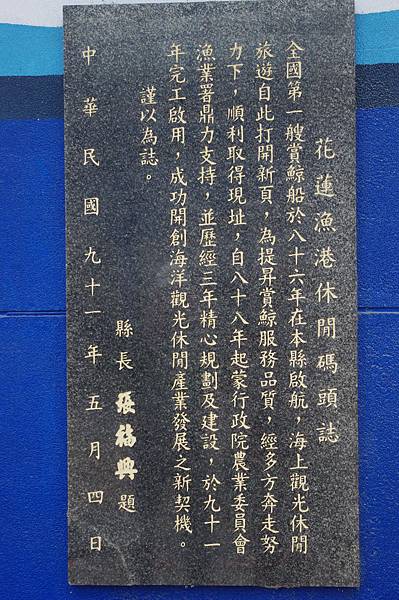 花蓮漁港休閒碼頭誌
全國第一艘賞鯨船於八十六年在本縣啟航，海上觀光休閒
旅遊自此打開新頁，為提昇賞鯨服務品質，經多方奔走努
力下，順利取得現址，自八十八年起蒙行政院農業委員會
漁業署鼎力支持，並歷經三年精心規劃及建設，於九十一
年完工啟用，成功開創海洋觀光休閒產業發展之新契機。
謹以為誌。
縣長 張福興 題
中華民國九十一年五月四日